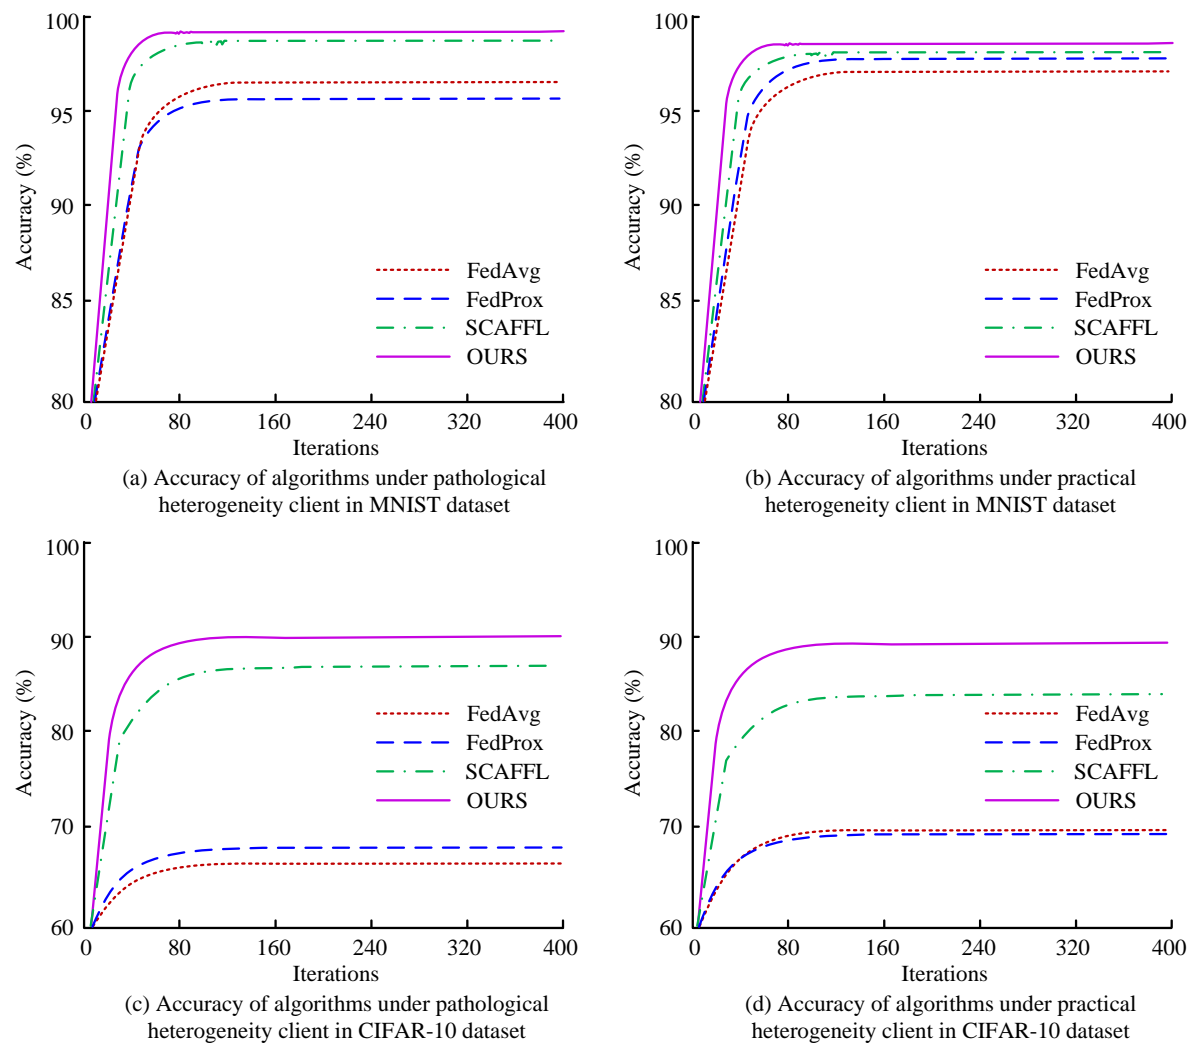 100
95
90
85
80
Accuracy (%)
FedAvg
FedProx
SCAFFL
OURS
0 80 160 240 320 400
Iterations
(a) Accuracy of algorithms under pathological
heterogeneity client in MNIST dataset
100
95
90
85
80
Accuracy (%)
FedAvg
FedProx
SCAFFL
OURS
0 80 160 240 320 400
Iterations
(b) Accuracy of algorithms under practical
heterogeneity client in MNIST dataset
100
90
80
70
60
Accuracy (%)
FedAvg
FedProx
SCAFFL
OURS
0 80 160 240 320 400
Iterations
(c) Accuracy of algorithms under pathological
heterogeneity client in CIFAR-10 dataset
100
90
80
70
60
Accuracy (%)
FedAvg
FedProx
SCAFFL
OURS
0 80 160 240 320 400
Iterations
(d) Accuracy of algorithms under practical
heterogeneity client in CIFAR-10 dataset